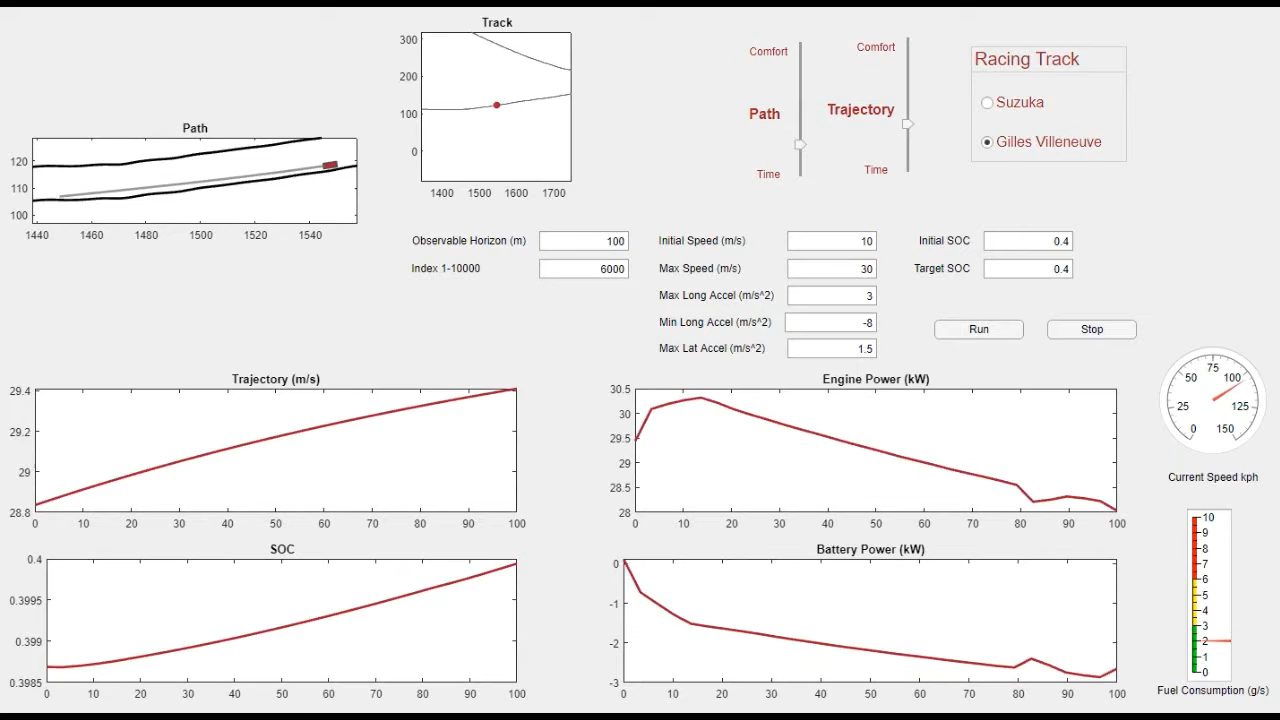 Track
300
200
100
0
1400 1500 1600 1700
Path
120
110
100
1440 1460 1480 1500 1520 1540
Comfort
Path
Time
Comfort
Trajectory
Time
Racing Track
Suzuka
Gilles Villeneuve
Observable Horizon (m) 100
Index 1-10000 6000
Initial Speed (m/s) 10
Max Speed (m/s) 30
Max Long Accel (m/s^2) 3
Min Long Accel (m/s^2) -8
Max Lat Accel (m/s^2) 1.5
Initial SOC 0.4
Target SOC 0.4
Run Stop
Trajectory (m/s)
29.4
29.2
29
28.8
0 10 20 30 40 50 60 70 80 90 100
Engine Power (kW)
30.5
30
29.5
29
28.5
28
0 10 20 30 40 50 60 70 80 90 100
0 25 50 75 100 125 150
Current Speed kph
SOC
0.4
0.3995
0.399
0.3985
0 10 20 30 40 50 60 70 80 90 100
Battery Power (kW)
0
-1
-2
-3
0 10 20 30 40 50 60 70 80 90 100
10
9
8
7
6
5
4
3
2
1
0
Fuel Consumption (g/s)